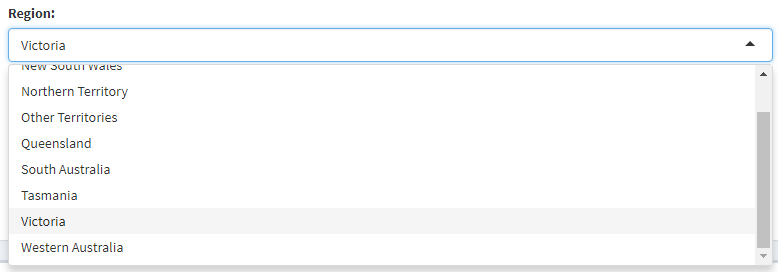 Region:
Victoria
New South Wales
Northern Territory
Other Territories
Queensland
South Australia
Tasmania
Victoria
Western Australia